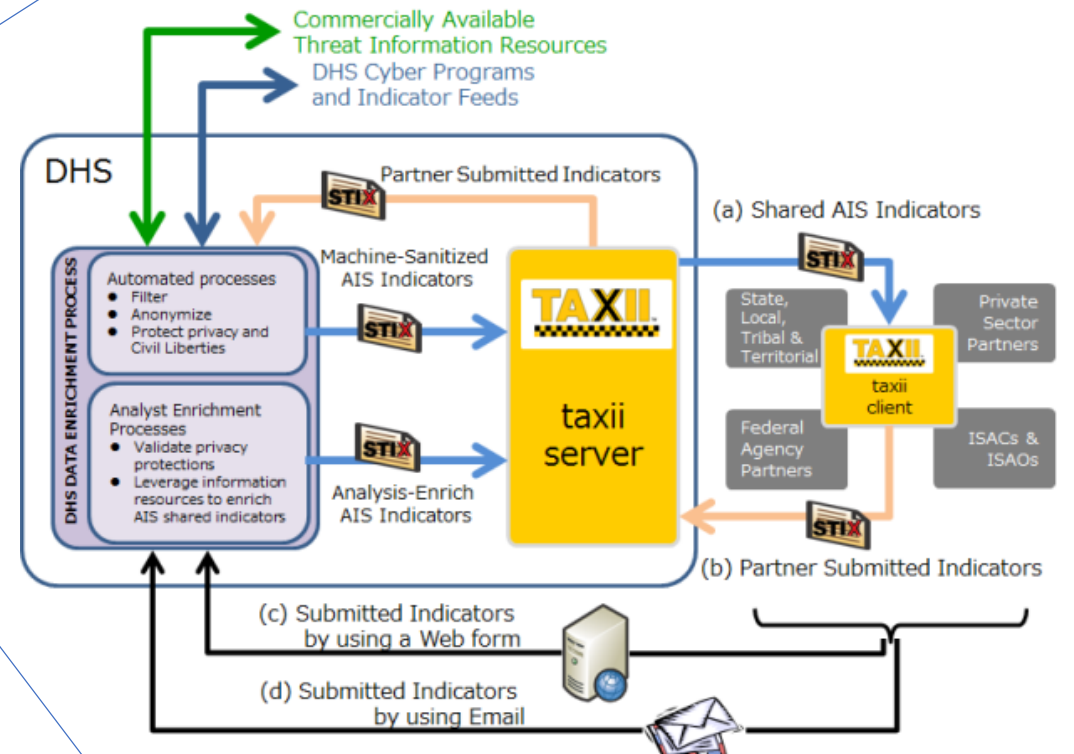 Commercially Available
Threat Information Resources
DHS Cyber Programs
and Indicator Feeds
DHS
Partner Submitted Indicators
STIX
(a) Shared AIS Indicators
STIX
DHS DATA ENRICHMENT PROCESS
Automated processes
● Filter
● Anonymize
● Protect privacy and
Civil Liberties
Machine-Sanitized
AIS Indicators
STIX
TAXII
taxii
server
State,
Local,
Tribal &
Territorial
Private
Sector
Partners
TAXII
taxii
client
Analyst Enrichment
Processes
● Validate privacy
protections
● Leverage information
resources to enrich
AIS shared indicators
STIX
Analysis-Enrich
AIS Indicators
Federal
Agency
Partners
ISACs &
ISAOs
STIX
(b) Partner Submitted Indicators
(c) Submitted Indicators
by using a Web form
(d) Submitted Indicators
by using Email